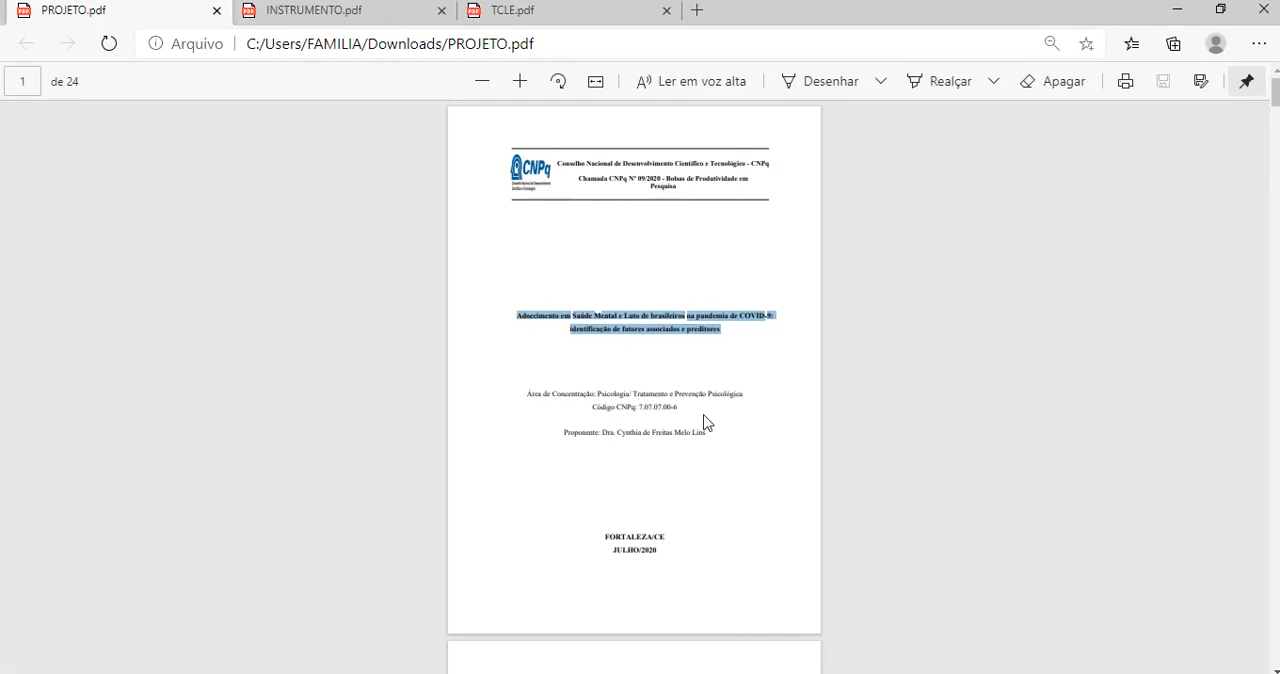 PROJETO.pdf
INSTRUMENTO.pdf
TCLE.pdf
Arquivo
C:/Users/FAMILIA/Downloads/PROJETO.pdf
1 de 24
Ler em voz alta
Desenhar
Realçar
Apagar
CNPq
Conselho Nacional de Desenvolvimento Científico e Tecnológico - CNPq
Chamada CNPq Nº 09/2020 - Bolsas de Produtividade em
Pesquisa
Adoecimento em Saúde Mental e Luto de brasileiros na pandemia de COVID-9:
identificação de fatores associados e preditores
Área de Concentração: Psicologia/ Tratamento e Prevenção Psicológica
Código CNPq: 7.07.07.00-6
Proponente: Dra. Cynthia de Freitas Melo Lins
FORTALEZA/CE
JULHO/2020